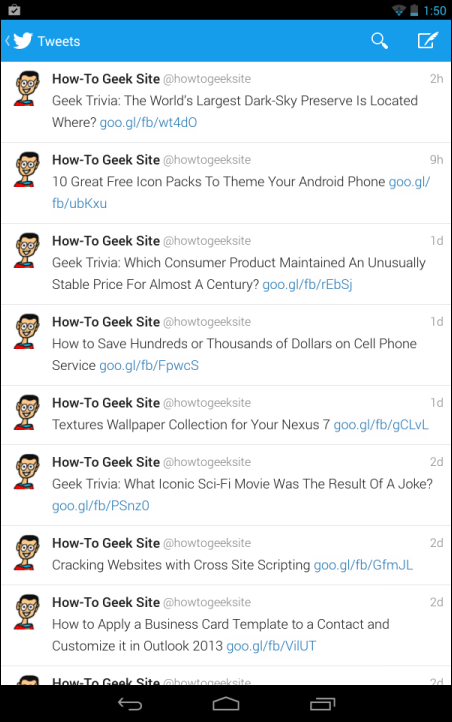 1:50
Tweets
How-To Geek Site @howtogeeksite 2h
Geek Trivia: The World's Largest Dark-Sky Preserve Is Located
Where? goo.gl/fb/wt4dO
How-To Geek Site @howtogeeksite 9h
10 Great Free Icon Packs To Theme Your Android Phone goo.gl/
fb/ubKxu
How-To Geek Site @howtogeeksite 1d
Geek Trivia: Which Consumer Product Maintained An Unusually
Stable Price For Almost A Century? goo.gl/fb/rEbSj
How-To Geek Site @howtogeeksite 1d
How to Save Hundreds or Thousands of Dollars on Cell Phone
Service goo.gl/fb/FpwcS
How-To Geek Site @howtogeeksite 1d
Textures Wallpaper Collection for Your Nexus 7 goo.gl/fb/gCLvL
How-To Geek Site @howtogeeksite 2d
Geek Trivia: What Iconic Sci-Fi Movie Was The Result Of A Joke?
goo.gl/fb/PSnz0
How-To Geek Site @howtogeeksite 2d
Cracking Websites with Cross Site Scripting goo.gl/fb/GfmJL
How-To Geek Site @howtogeeksite 2d
How to Apply a Business Card Template to a Contact and
Customize it in Outlook 2013 goo.gl/fb/VilUT
How-To Geek Site @howtogeeksite 2d